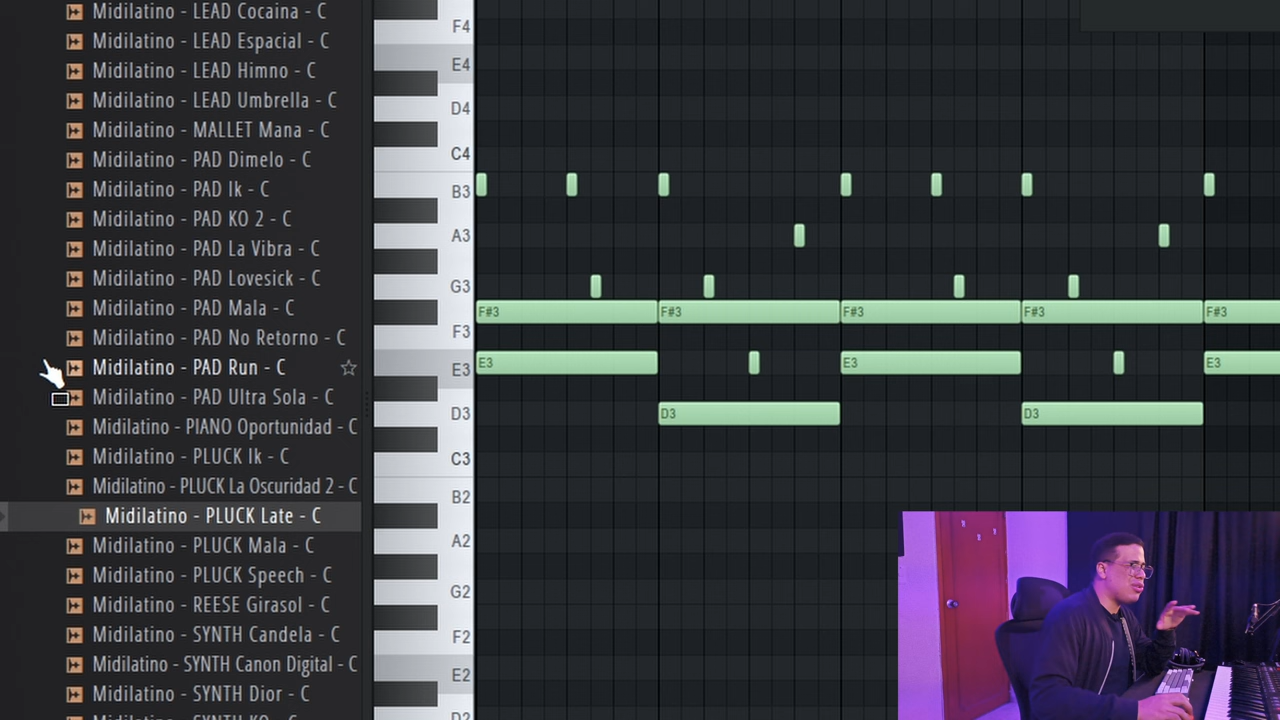 Midilatino - LEAD Cocaina - C
Midilatino - LEAD Espacial - C
Midilatino - LEAD Himno - C
Midilatino - LEAD Umbrella - C
Midilatino - MALLET Mana - C
Midilatino - PAD Dimelo - C
Midilatino - PAD Ik - C
Midilatino - PAD KO 2 - C
Midilatino - PAD La Vibra - C
Midilatino - PAD Lovesick - C
Midilatino - PAD Mala - C
Midilatino - PAD No Retorno - C
Midilatino - PAD Run - C
Midilatino - PAD Ultra Sola - C
Midilatino - PIANO Oportunidad - C
Midilatino - PLUCK Ik - C
Midilatino - PLUCK La Oscuridad 2 - C
Midilatino - PLUCK Late - C
Midilatino - PLUCK Mala - C
Midilatino - PLUCK Speech - C
Midilatino - REESE Girasol - C
Midilatino - SYNTH Candela - C
Midilatino - SYNTH Canon Digital - C
Midilatino - SYNTH Dior - C
Midilatino - SYNTH KO - C
F4
E4
D4
C4
B3
A3
G3
F3
E3
D3
C3
B2
A2
G2
F2
E2
D2
F#3 F#3 F#3 F#3 F#3
E3 E3 E3
D3 D3